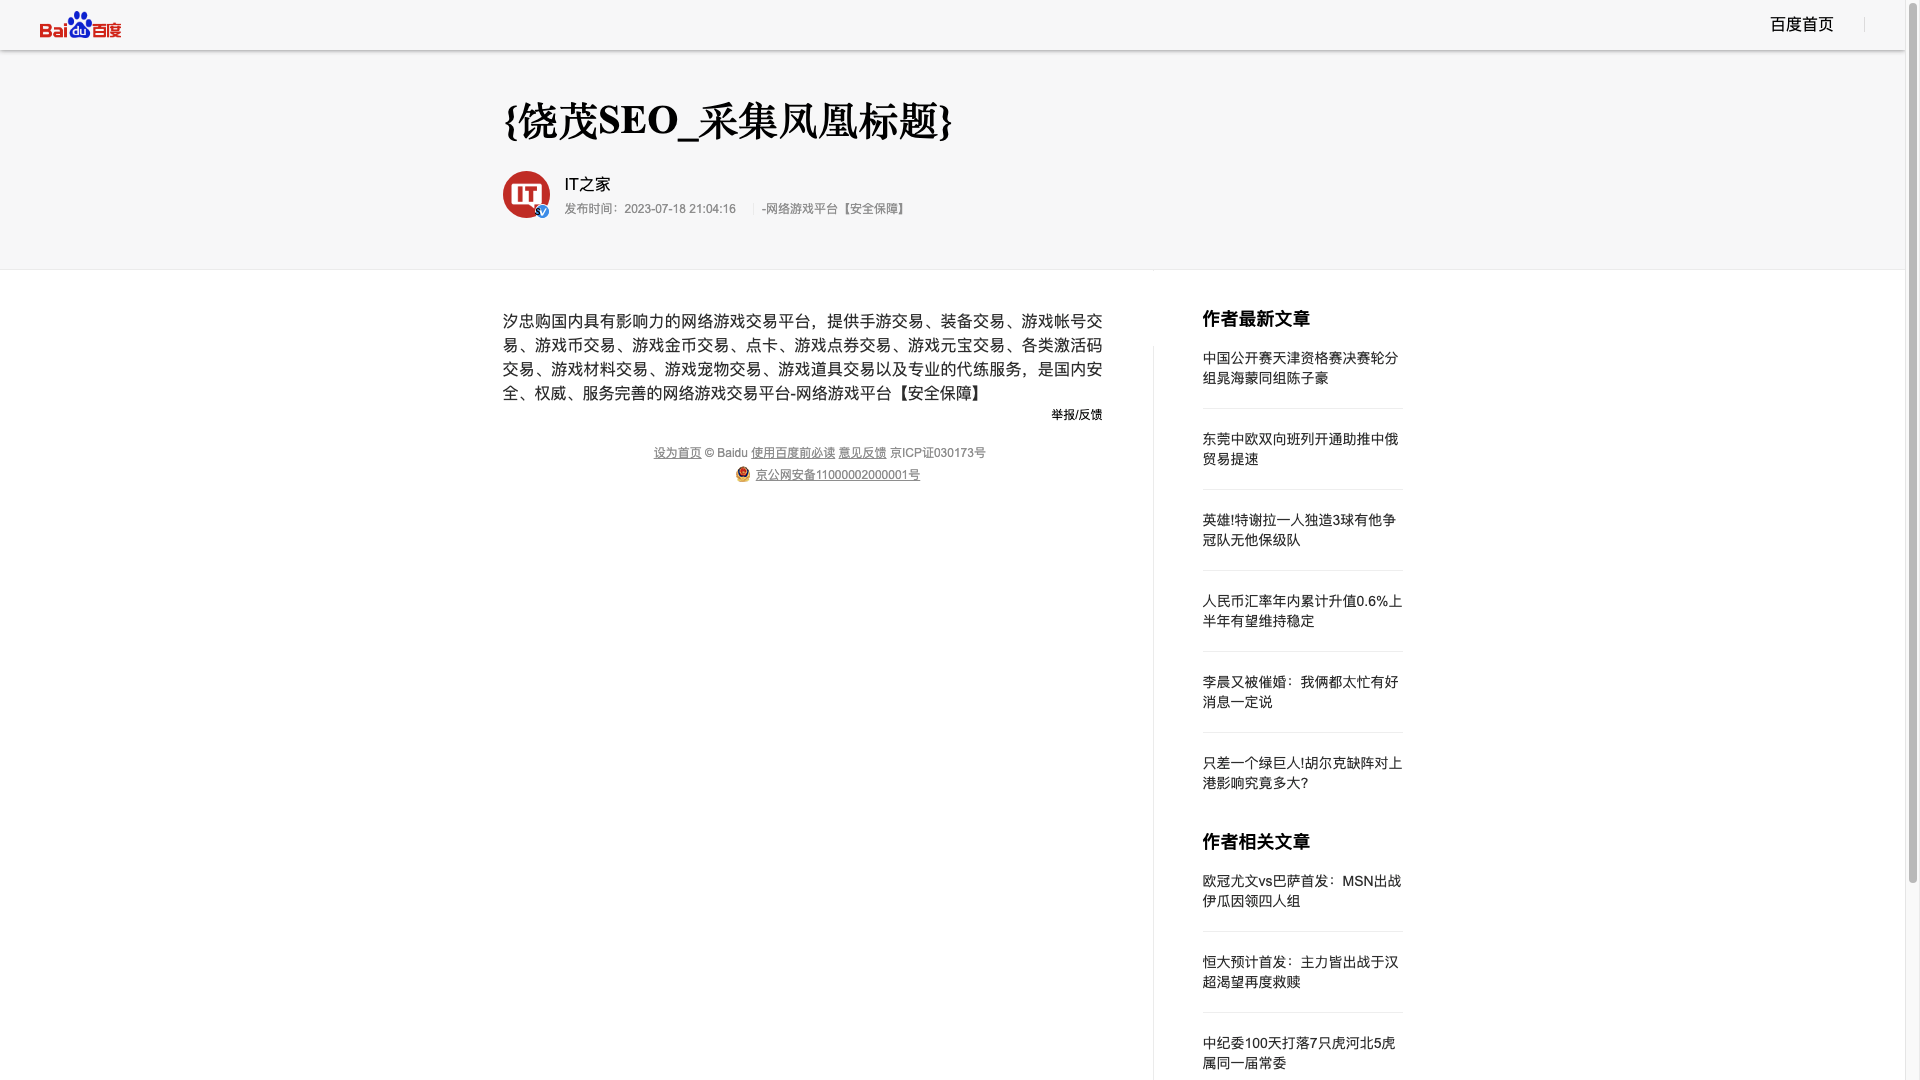 Bai du 百度
百度首页
{饶茂SEO_采集凤凰标题}
IT之家
发布时间：2023-07-18 21:04:16
-网络游戏平台【安全保障】
汐忠购国内具有影响力的网络游戏交易平台，提供手游交易、装备交易、游戏帐号交
易、游戏币交易、游戏金币交易、点卡、游戏点券交易、游戏元宝交易、各类激活码
交易、游戏材料交易、游戏宠物交易、游戏道具交易以及专业的代练服务，是国内安
全、权威、服务完善的网络游戏交易平台-网络游戏平台【安全保障】
举报/反馈
设为首页 © Baidu 使用百度前必读 意见反馈 京ICP证030173号
京公网安备11000002000001号
作者最新文章
中国公开赛天津资格赛决赛轮分
组晁海蒙同组陈子豪
东莞中欧双向班列开通助推中俄
贸易提速
英雄!特谢拉一人独造3球有他争
冠队无他保级队
人民币汇率年内累计升值0.6%上
半年有望维持稳定
李晨又被催婚：我俩都太忙有好
消息一定说
只差一个绿巨人!胡尔克缺阵对上
港影响究竟多大?
作者相关文章
欧冠尤文vs巴萨首发：MSN出战
伊瓜因领四人组
恒大预计首发：主力皆出战于汉
超渴望再度救赎
中纪委100天打落7只虎河北5虎
属同一届常委